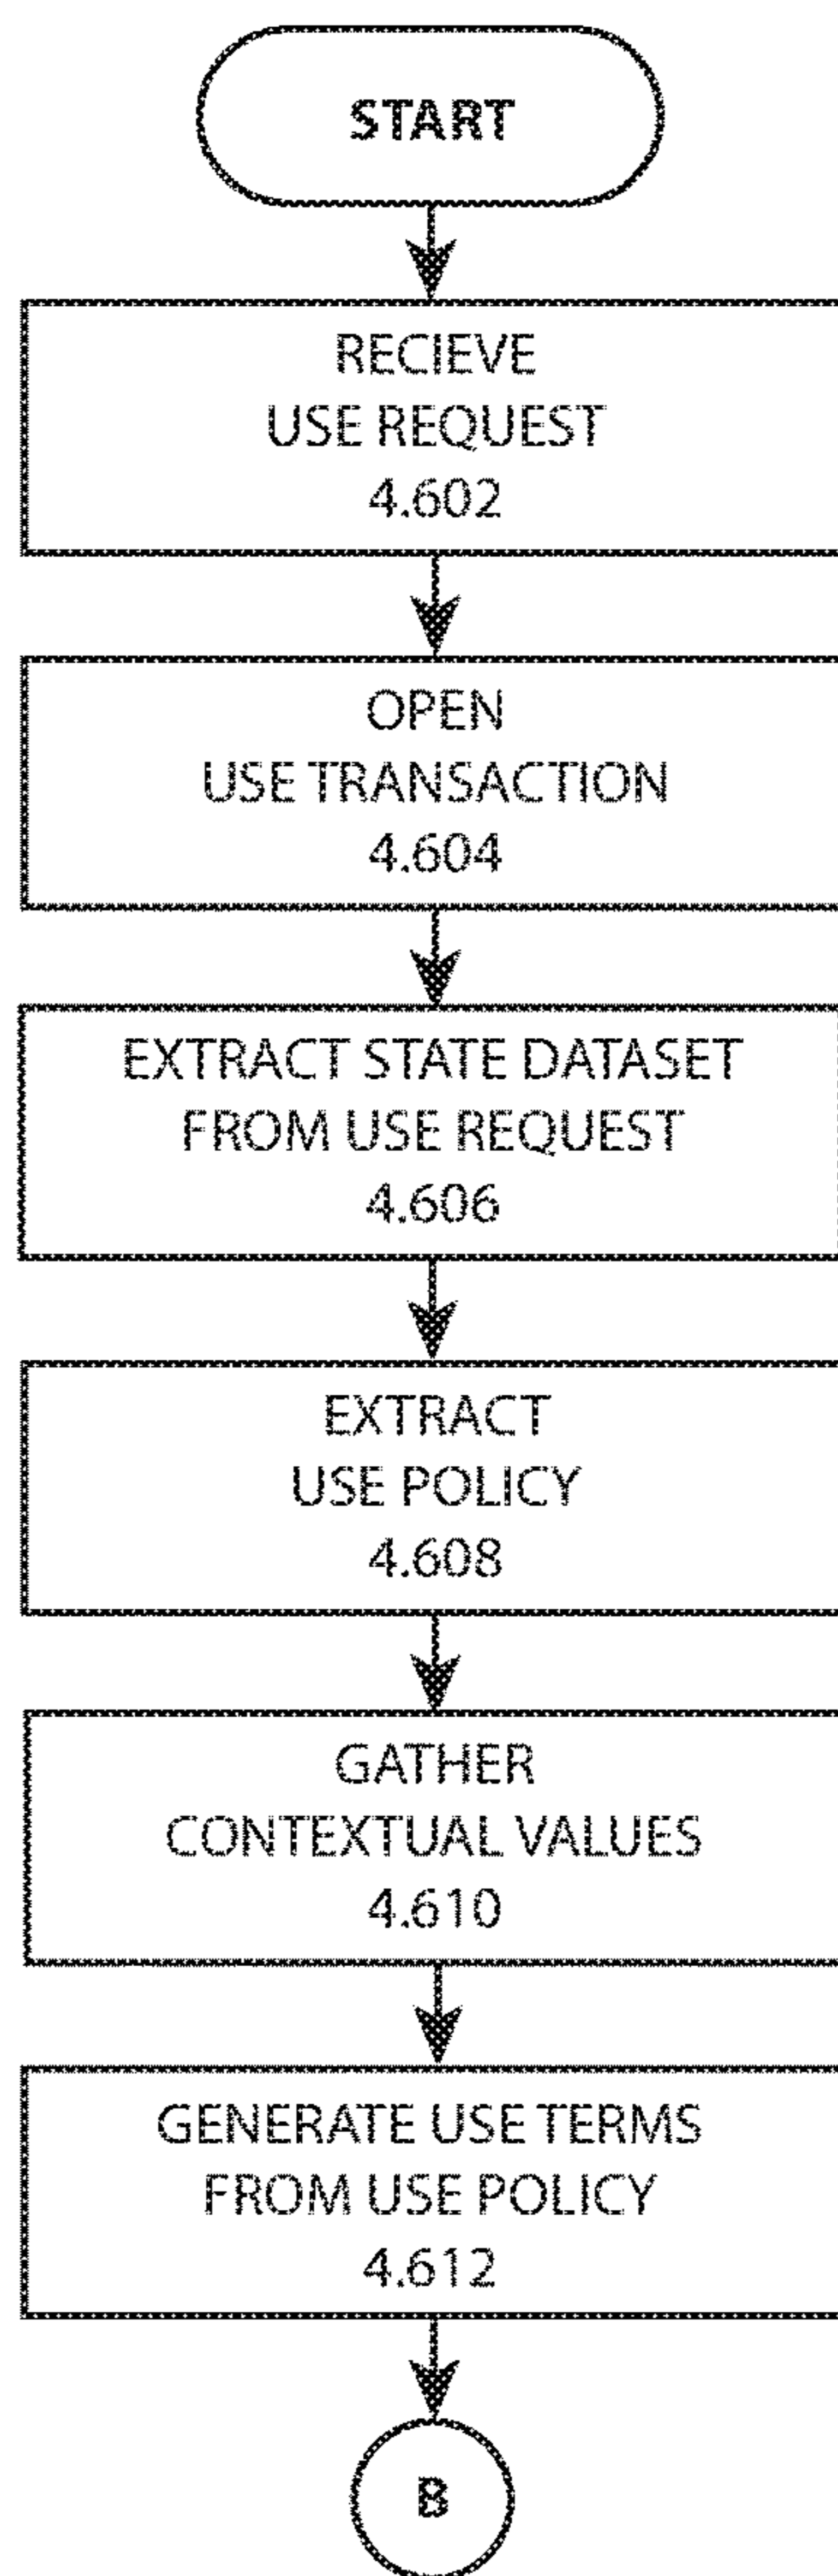 START
RECIEVE
USE REQUEST
4.602
OPEN
USE TRANSACTION
4.604
EXTRACT STATE DATASET
FROM USE REQUEST
4.606
EXTRACT
USE POLICY
4.608
GATHER
CONTEXTUAL VALUES
4.610
GENERATE USE TERMS
FROM USE POLICY
4.612
B